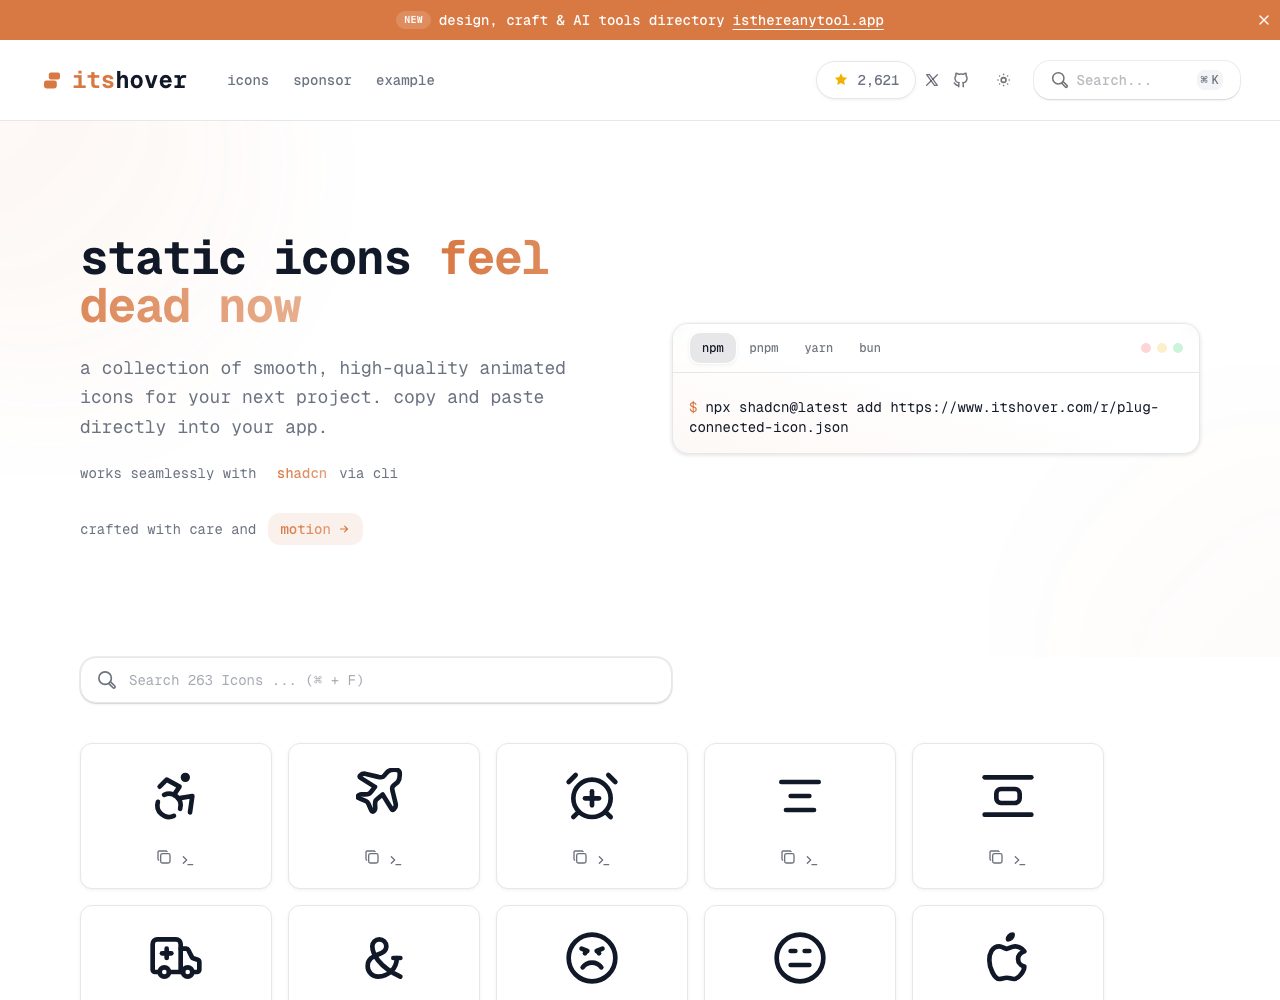 NEW design, craft & AI tools directory isthereanytool.app
itshover icons sponsor example 2,621 Search... ⌘ K
static icons feel
dead now
a collection of smooth, high-quality animated
icons for your next project. copy and paste
directly into your app.
works seamlessly with shadcn via cli
crafted with care and motion →
npm pnpm yarn bun
$ npx shadcn@latest add https://www.itshover.com/r/plug-
connected-icon.json
Search 263 Icons ... (⌘ + F)